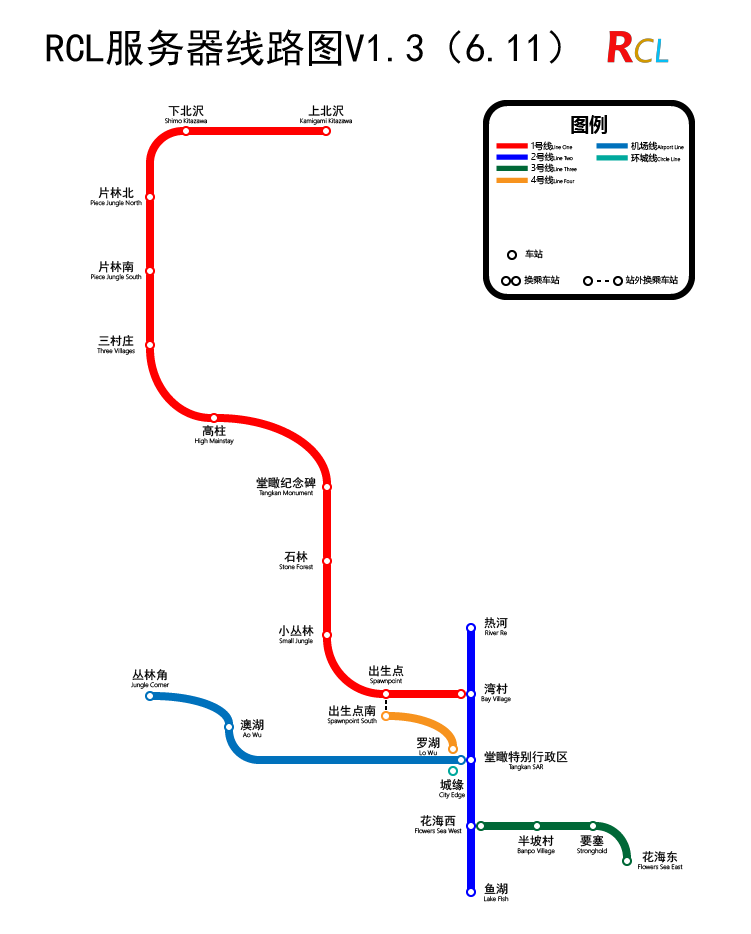 RCL服务器线路图V1.3（6.11）
RCL
下北沢
Shimo Kitazawa
上北沢
Kamigami Kitazawa
图例
1号线Line One
机场线Airport Line
2号线Line Two
环城线Circle Line
3号线Line Three
4号线Line Four
车站
换乘车站
站外换乘车站
片林北
Piece Jungle North
片林南
Piece Jungle South
三村庄
Three Villages
高柱
High Mainstay
堂瞰纪念碑
Tangkan Monument
石林
Stone Forest
小丛林
Small Jungle
热河
River Re
出生点
Spawnpoint
湾村
Bay Village
丛林角
Jungle Corner
出生点南
Spawnpoint South
澳湖
Ao Wu
罗湖
Lo Wu
堂瞰特别行政区
Tangkan SAR
城缘
City Edge
花海西
Flowers Sea West
半坡村
Banpo Village
要塞
Stronghold
花海东
Flowers Sea East
鱼湖
Lake Fish